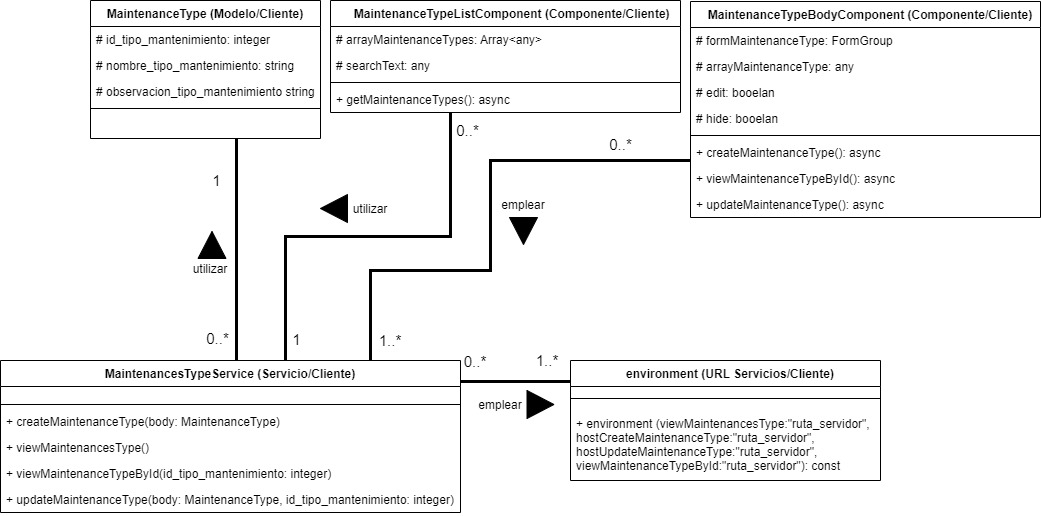 MaintenanceType (Modelo/Cliente)
# id_tipo_mantenimiento: integer
# nombre_tipo_mantenimiento: string
# observacion_tipo_mantenimiento string
MaintenanceTypeListComponent (Componente/Cliente)
# arrayMaintenanceTypes: Array<any>
# searchText: any
+ getMaintenanceTypes(): async
MaintenanceTypeBodyComponent (Componente/Cliente)
# formMaintenanceType: FormGroup
# arrayMaintenanceType: any
# edit: booelan
# hide: booelan
+ createMaintenanceType(): async
+ viewMaintenanceTypeById(): async
+ updateMaintenanceType(): async
0..*
0..*
1
utilizar
emplear
utilizar
0..*
1
1..*
MaintenancesTypeService (Servicio/Cliente)
+ createMaintenanceType(body: MaintenanceType)
+ viewMaintenancesType()
+ viewMaintenanceTypeById(id_tipo_mantenimiento: integer)
+ updateMaintenanceType(body: MaintenanceType, id_tipo_mantenimiento: integer)
0..*
1..*
emplear
environment (URL Servicios/Cliente)
+ environment (viewMaintenancesType:"ruta_servidor",
hostCreateMaintenanceType:"ruta_servidor",
hostUpdateMaintenanceType:"ruta_servidor",
viewMaintenanceTypeById:"ruta_servidor"): const